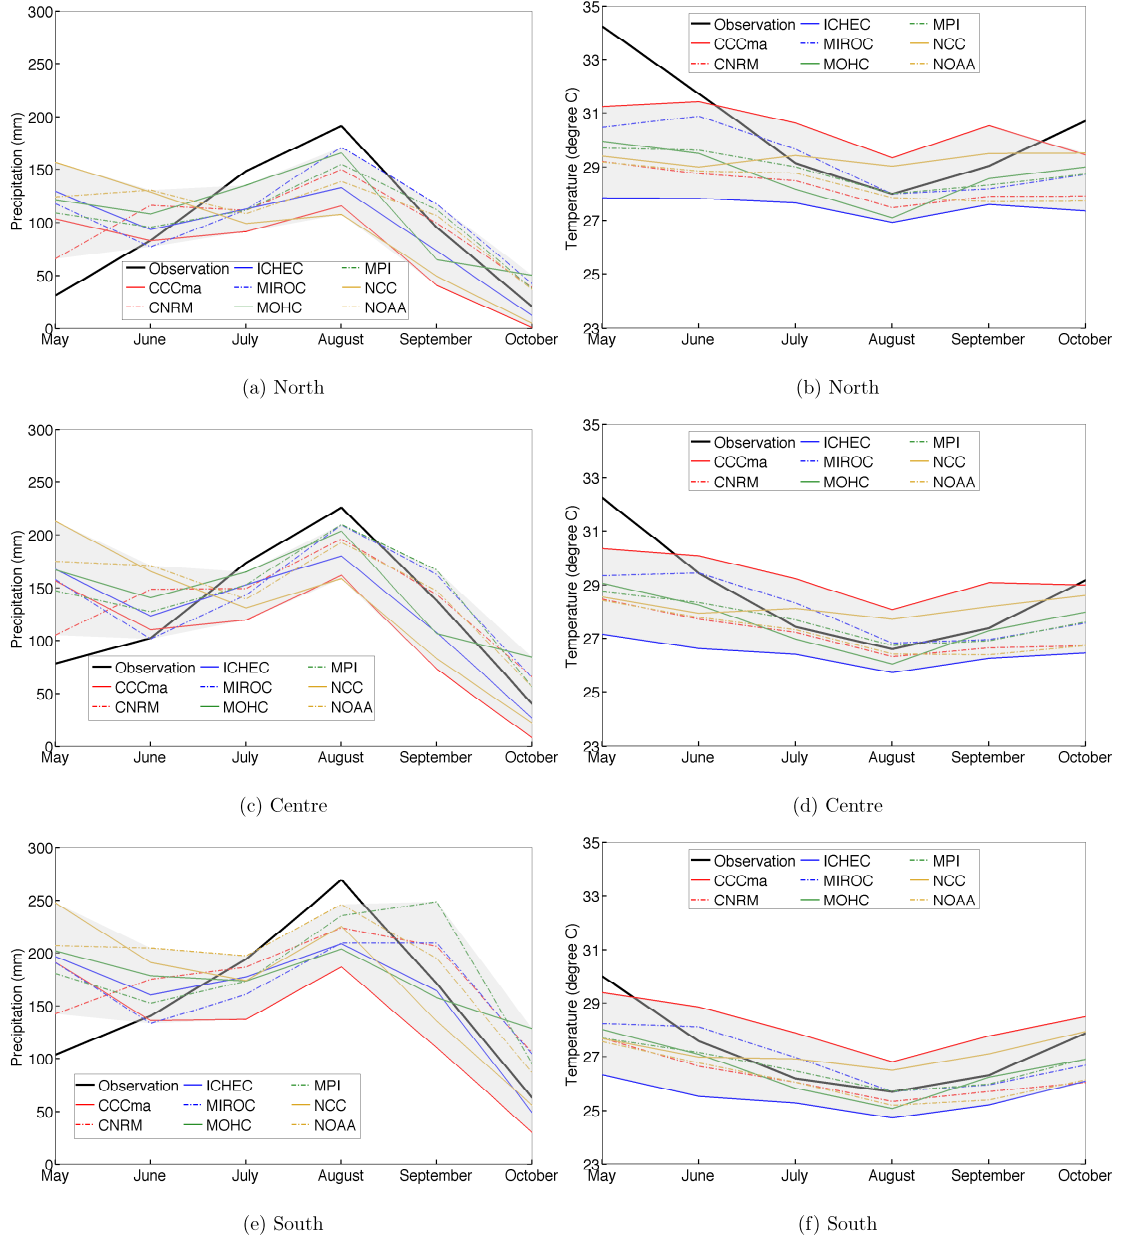 300
250
200
150
100
50
0
Precipitation (mm)
Observation ICHEC MPI
CCCma MIROC NCC
CNRM MOHC NOAA
May June July August September October
(a) North
35
33
31
29
27
25
23
Temperature (degree C)
Observation ICHEC MPI
CCCma MIROC NCC
CNRM MOHC NOAA
May June July August September October
(b) North
300
250
200
150
100
50
0
Precipitation (mm)
Observation ICHEC MPI
CCCma MIROC NCC
CNRM MOHC NOAA
May June July August September October
(c) Centre
35
33
31
29
27
25
23
Temperature (degree C)
Observation ICHEC MPI
CCCma MIROC NCC
CNRM MOHC NOAA
May June July August September October
(d) Centre
300
250
200
150
100
50
0
Precipitation (mm)
Observation ICHEC MPI
CCCma MIROC NCC
CNRM MOHC NOAA
May June July August September October
(e) South
35
33
31
29
27
25
23
Temperature (degree C)
Observation ICHEC MPI
CCCma MIROC NCC
CNRM MOHC NOAA
May June July August September October
(f) South